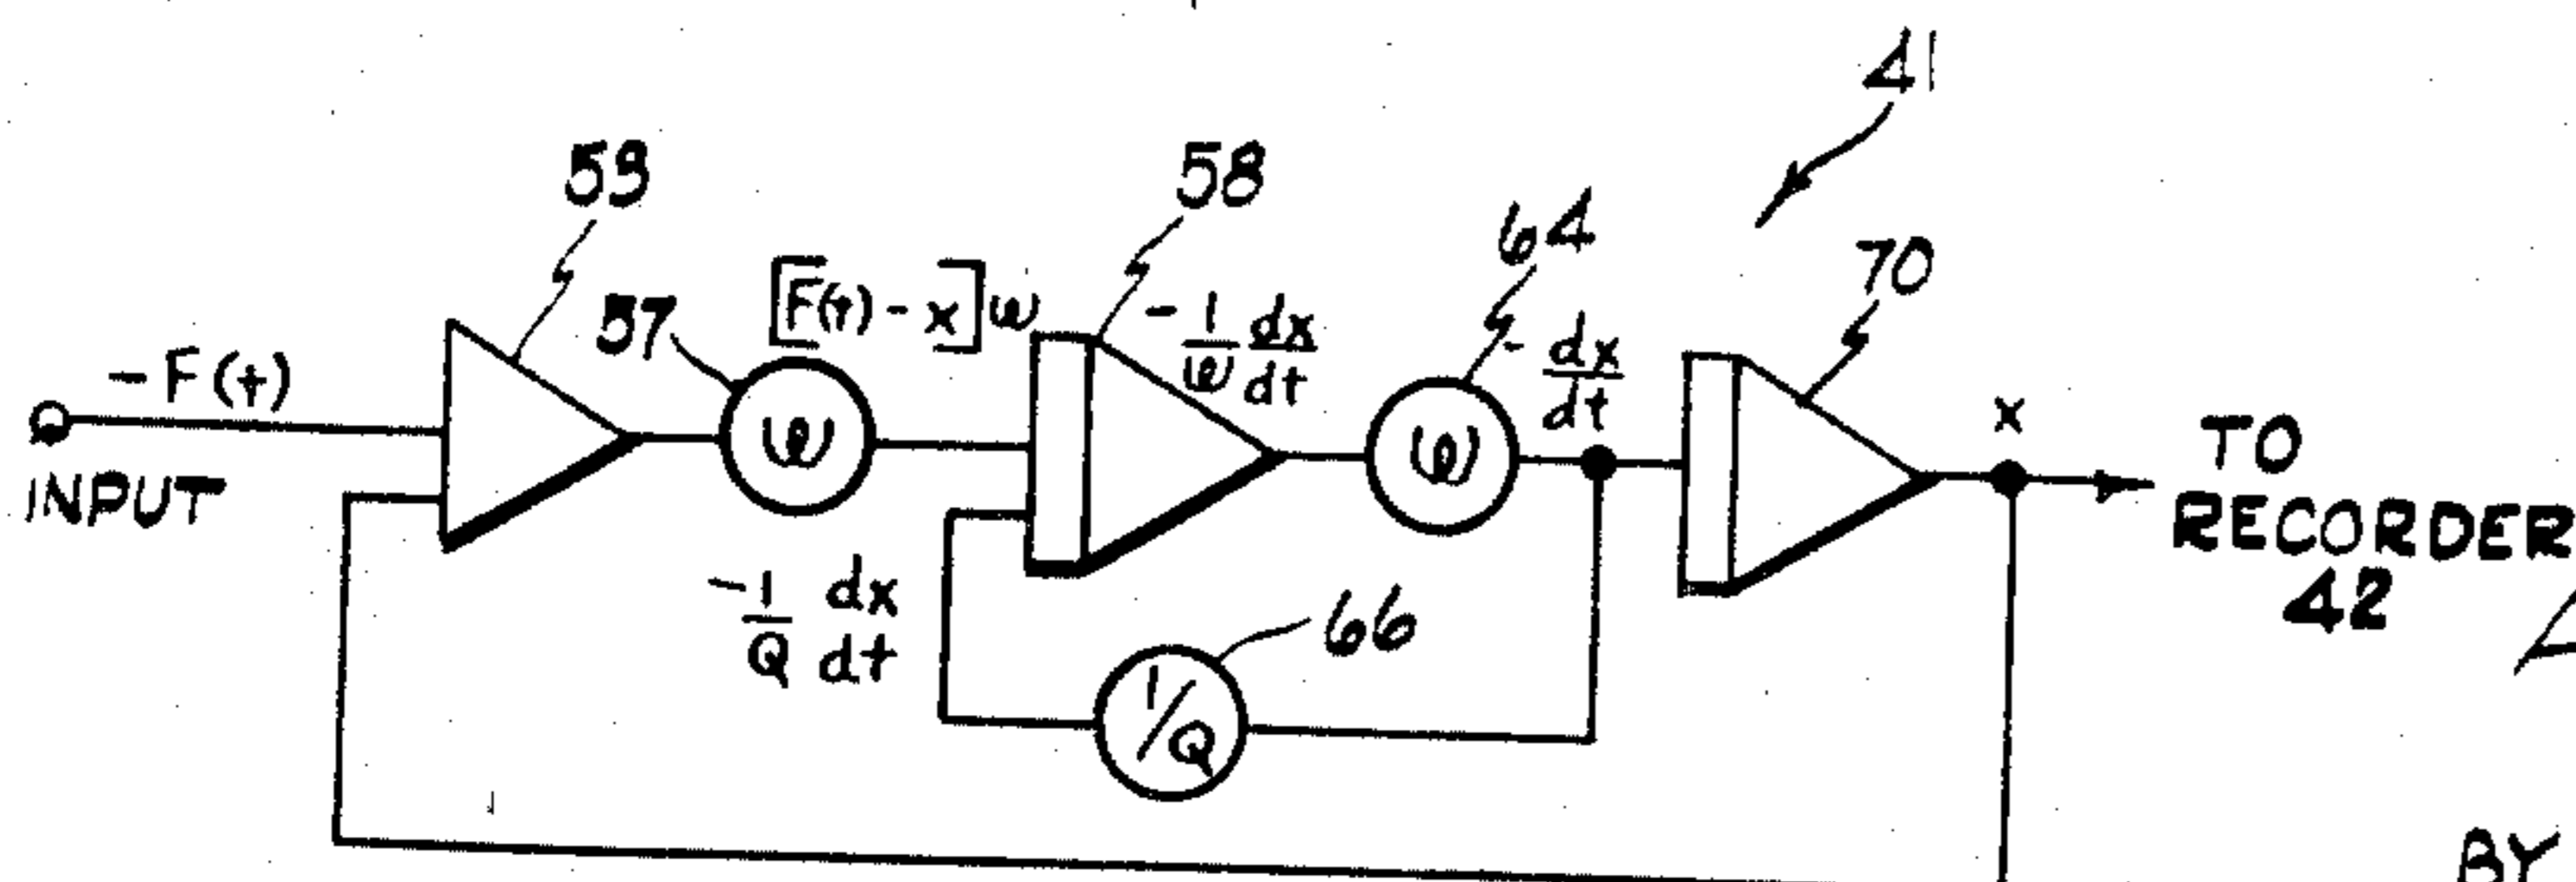 41
53
58
64
70
57
[F(t) - x]ω
- 1/ω dx/dt
- dx/dt
- F(t)
x
INPUT
ω
ω
TO
RECORDER
42
- 1/Q dx/dt
66
1/Q
BY